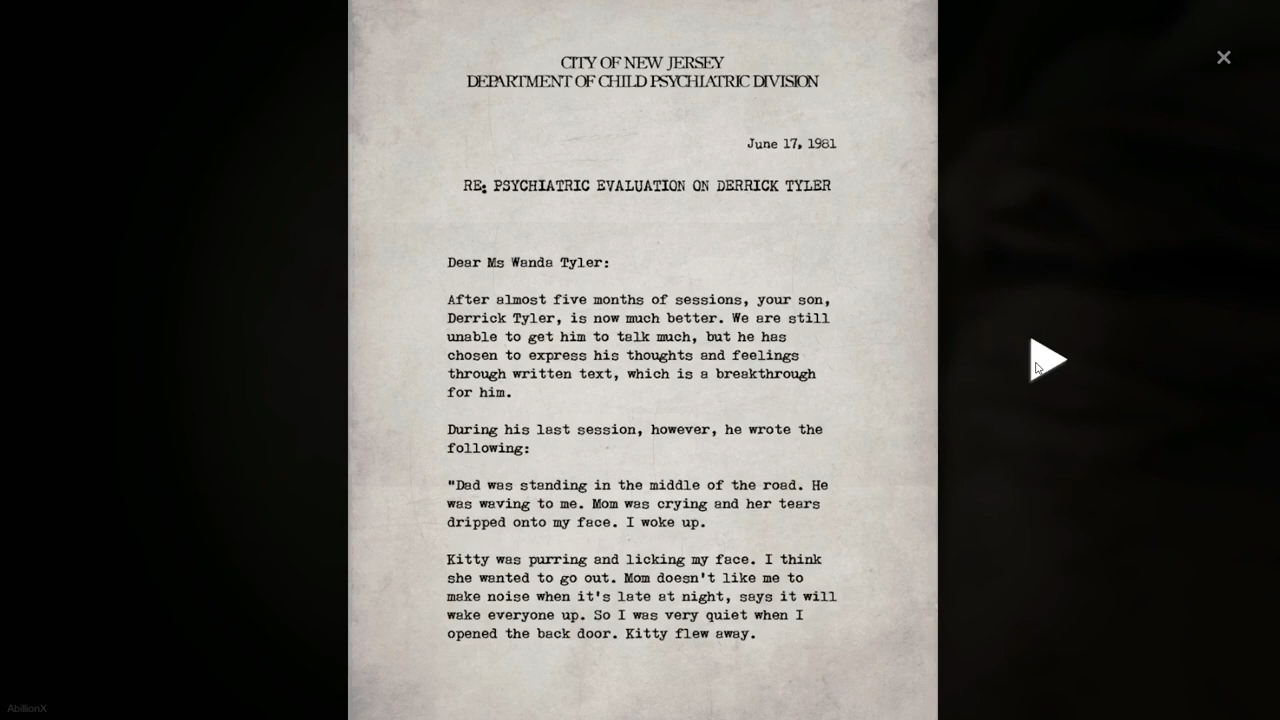 CITY OF NEW JERSEY
DEPARTMENT OF CHILD PSYCHIATRIC DIVISION
June 17, 1981
RE: PSYCHIATRIC EVALUATION ON DERRICK TYLER
Dear Ms Wanda Tyler:
After almost five months of sessions, your son,
Derrick Tyler, is now much better. We are still
unable to get him to talk much, but he has
chosen to express his thoughts and feelings
through written text, which is a breakthrough
for him.
During his last session, however, he wrote the
following:
"Dad was standing in the middle of the road. He
was waving to me. Mom was crying and her tears
dripped onto my face. I woke up.
Kitty was purring and licking my face. I think
she wanted to go out. Mom doesn't like me to
make noise when it's late at night, says it will
wake everyone up. So I was very quiet when I
opened the back door. Kitty flew away.
AbillionX